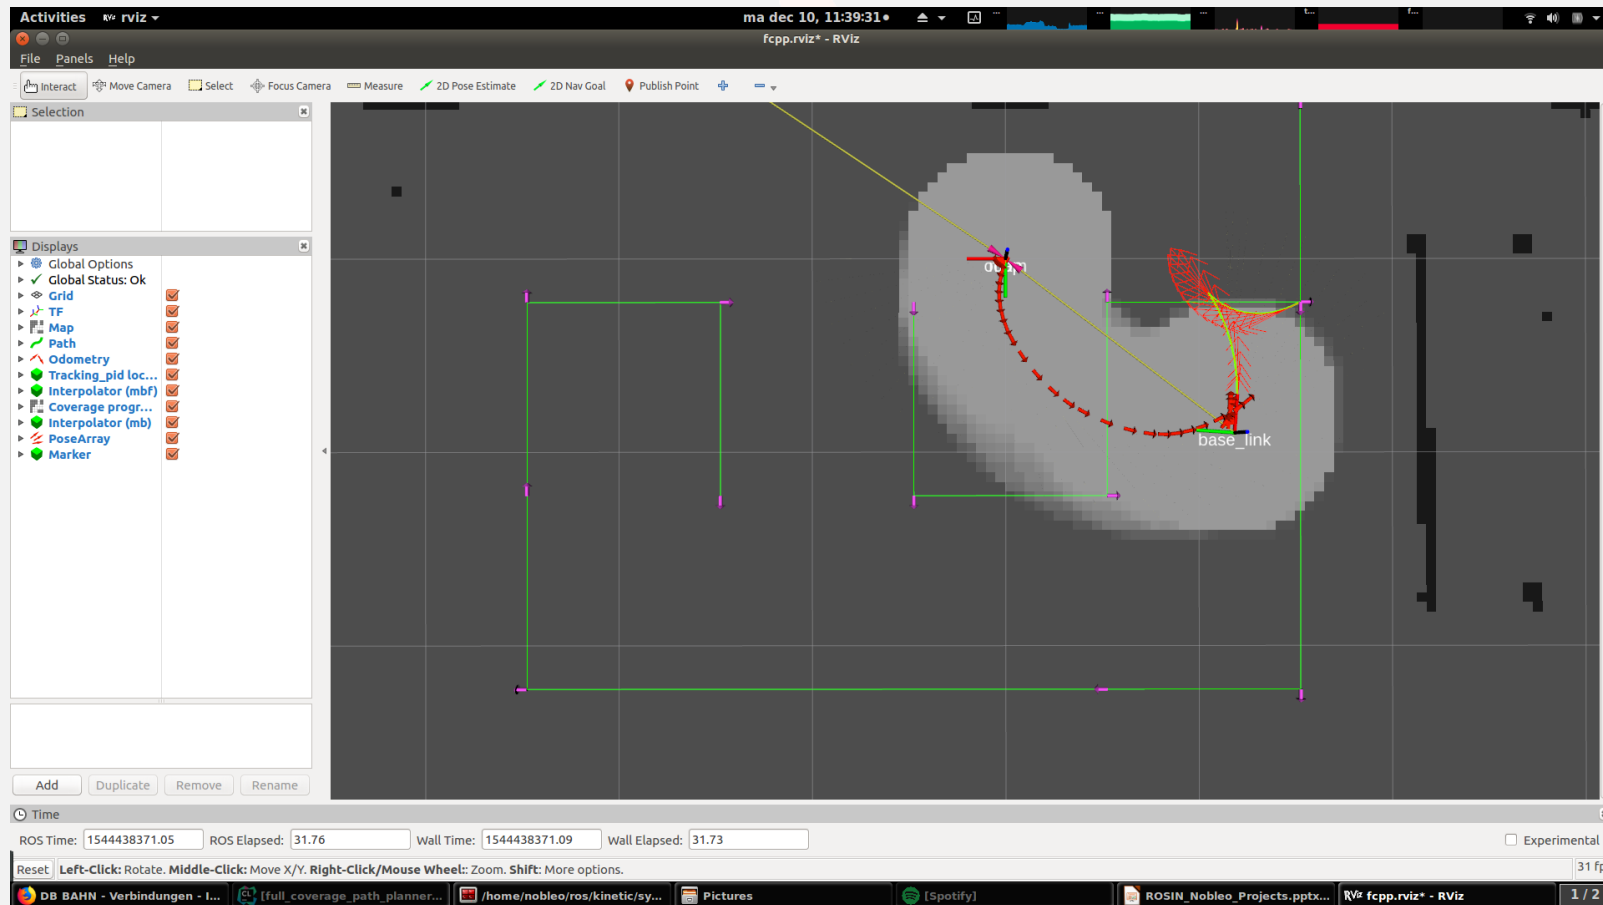 Activities RViz rviz ma dec 10, 11:39:31
fcpp.rviz* - RViz
File Panels Help
Interact Move Camera Select Focus Camera Measure 2D Pose Estimate 2D Nav Goal Publish Point
Selection
Displays
Global Options
Global Status: Ok
Grid
TF
Map
Path
Odometry
Tracking_pid loc...
Interpolator (mbf)
Coverage progr...
Interpolator (mb)
PoseArray
Marker
base_link
Add Duplicate Remove Rename
Time
ROS Time: 1544438371.05 ROS Elapsed: 31.76 Wall Time: 1544438371.09 Wall Elapsed: 31.73 Experimental
Reset Left-Click: Rotate. Middle-Click: Move X/Y. Right-Click/Mouse Wheel: Zoom. Shift: More options. 31 fp
DB BAHN - Verbindungen - I... [full_coverage_path_planner... /home/nobleo/ros/kinetic/sy... Pictures [Spotify] ROSIN_Nobleo_Projects.pptx... RViz fcpp.rviz* - RViz 1 / 2